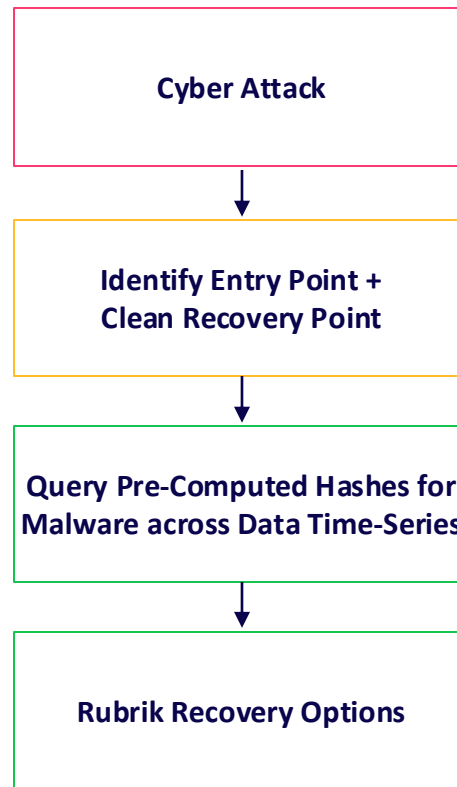 Cyber Attack
Identify Entry Point +
Clean Recovery Point
Query Pre-Computed Hashes for
Malware across Data Time-Series
Rubrik Recovery Options